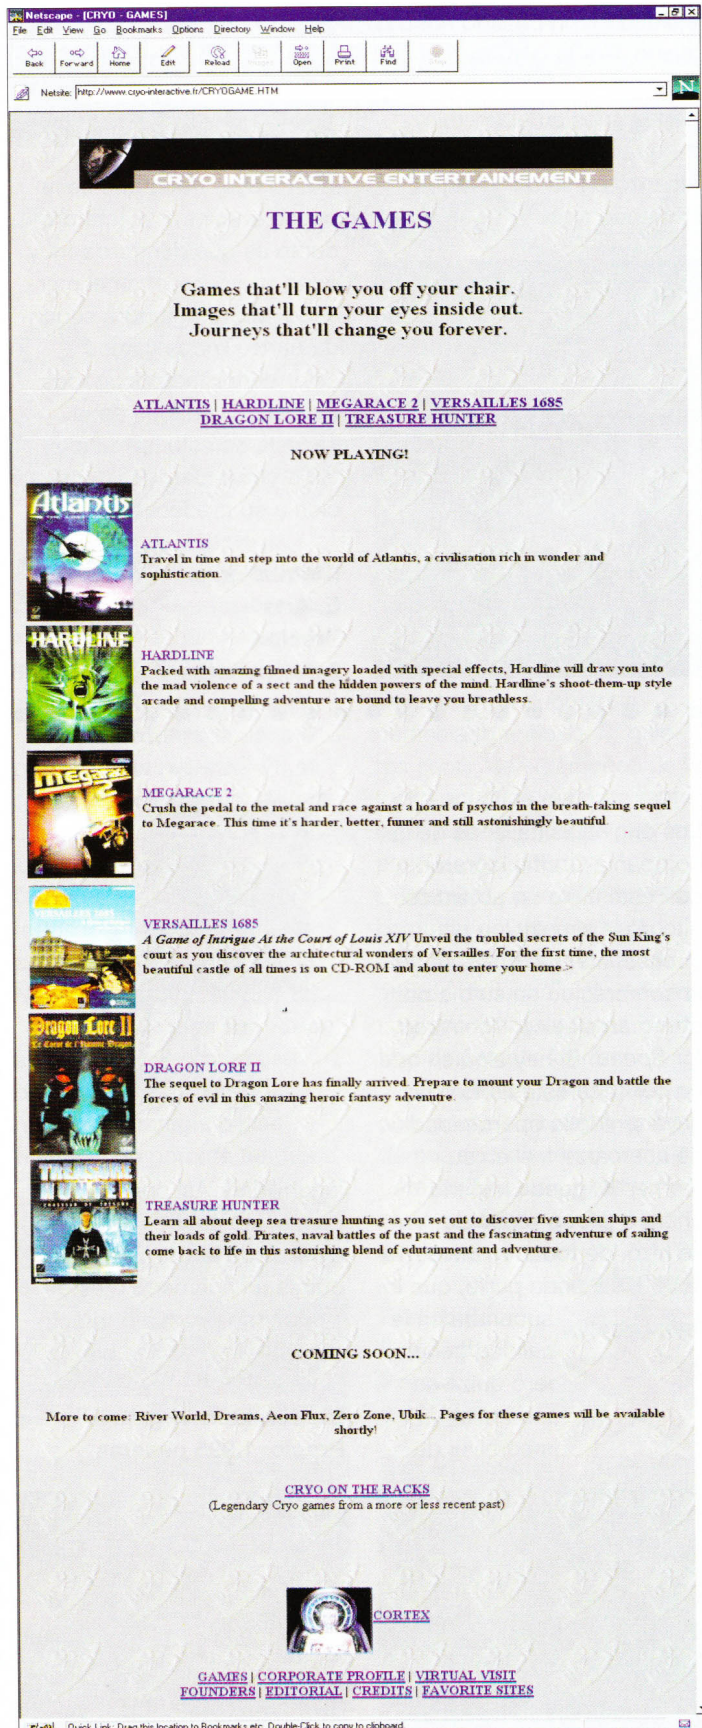 Netscape - [CRYO - GAMES]
File Edit View Go Bookmarks Options Directory Window Help
Back Forward Home Edit Reload Images Open Print Find Stop
Netsite: http://www.cryo-interactive.fr/CRYOGAME.HTM
N
CRYO INTERACTIVE ENTERTAINEMENT
THE GAMES
Games that'll blow you off your chair.
Images that'll turn your eyes inside out.
Journeys that'll change you forever.
ATLANTIS | HARDLINE | MEGARACE 2 | VERSAILLES 1685
DRAGON LORE II | TREASURE HUNTER
NOW PLAYING!
Atlantis
ATLANTIS
Travel in time and step into the world of Atlantis, a civilisation rich in wonder and
sophistication.
HARDLINE
HARDLINE
Packed with amazing filmed imagery loaded with special effects, Hardline will draw you into
the mad violence of a sect and the hidden powers of the mind. Hardline's shoot-them-up style
arcade and compelling adventure are bound to leave you breathless.
megarace
2
MEGARACE 2
Crush the pedal to the metal and race against a hoard of psychos in the breath-taking sequel
to Megarace. This time it's harder, better, funner and still astonishingly beautiful.
VERSAILLES 1685
VERSAILLES 1685
A Game of Intrigue At the Court of Louis XIV Unveil the troubled secrets of the Sun King's
court as you discover the architectural wonders of Versailles. For the first time, the most
beautiful castle of all times is on CD-ROM and about to enter your home.>
Dragon Lore II
Le Coeur de l'Homme Dragon
DRAGON LORE II
The sequel to Dragon Lore has finally arrived. Prepare to mount your Dragon and battle the
forces of evil in this amazing heroic fantasy advenutre.
TREASURE
HUNTER
PHILIPS
TREASURE HUNTER
Learn all about deep sea treasure hunting as you set out to discover five sunken ships and
their loads of gold. Pirates, naval battles of the past and the fascinating adventure of sailing
come back to life in this astonishing blend of edutainment and adventure.
COMING SOON...
More to come: River World, Dreams, Aeon Flux, Zero Zone, Ubik... Pages for these games will be available
shortly!
CRYO ON THE RACKS
(Legendary Cryo games from a more or less recent past)
CORTEX
GAMES | CORPORATE PROFILE | VIRTUAL VISIT
FOUNDERS | EDITORIAL | CREDITS | FAVORITE SITES
Quick Link: Drag this location to Bookmarks etc. Double-Click to copy to clipboard.